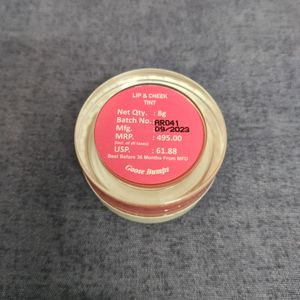 LIP & CHEEK
TINT
Net Qty. : 8g
Batch No.: AR041
Mfg. 09/2023
MRP. : 495.00
(Incl. of all taxes)
USP. : 61.88
Best Before 36 Months From MFD
Goose Bumps